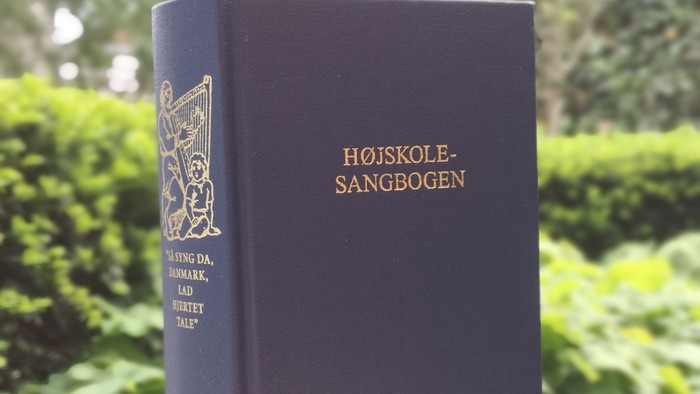 "SÅ SYNG DA,
DANMARK,
LAD
HJERTET
TALE"
HØJSKOLE-
SANGBOGEN